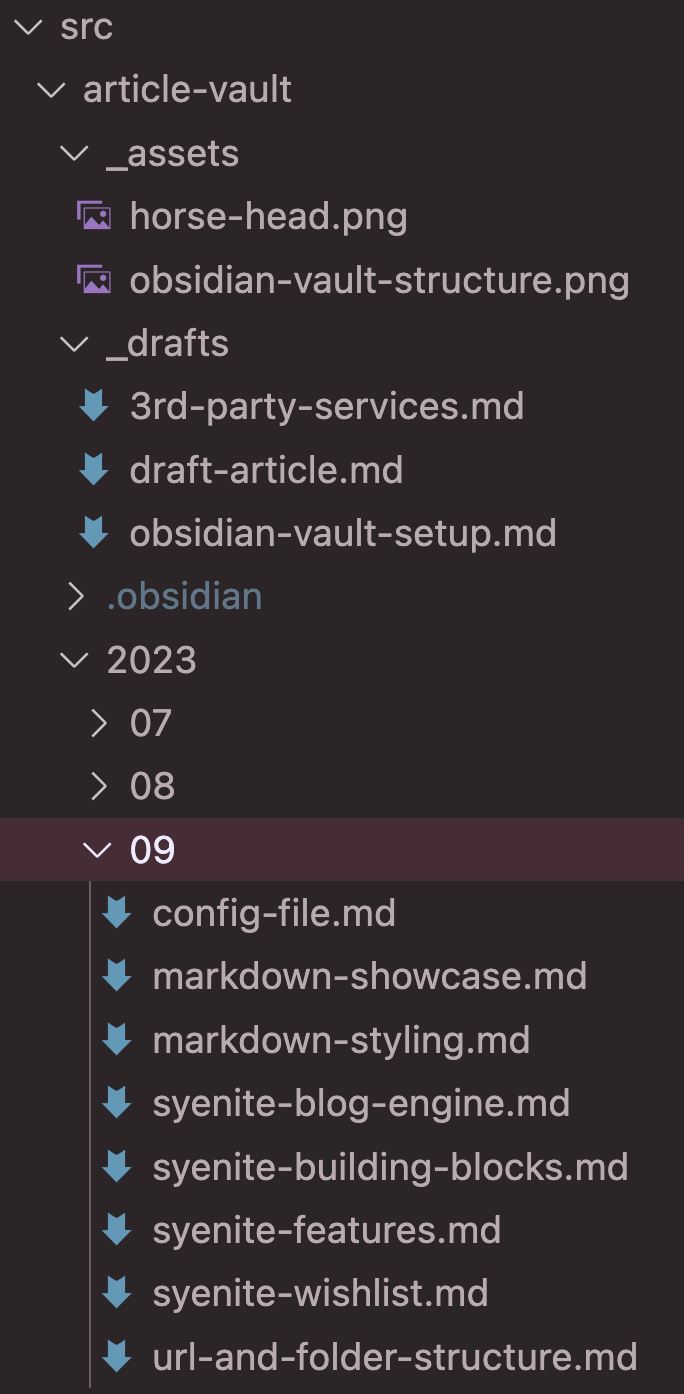 src
article-vault
_assets
horse-head.png
obsidian-vault-structure.png
_drafts
3rd-party-services.md
draft-article.md
obsidian-vault-setup.md
.obsidian
2023
07
08
09
config-file.md
markdown-showcase.md
markdown-styling.md
syenite-blog-engine.md
syenite-building-blocks.md
syenite-features.md
syenite-wishlist.md
url-and-folder-structure.md